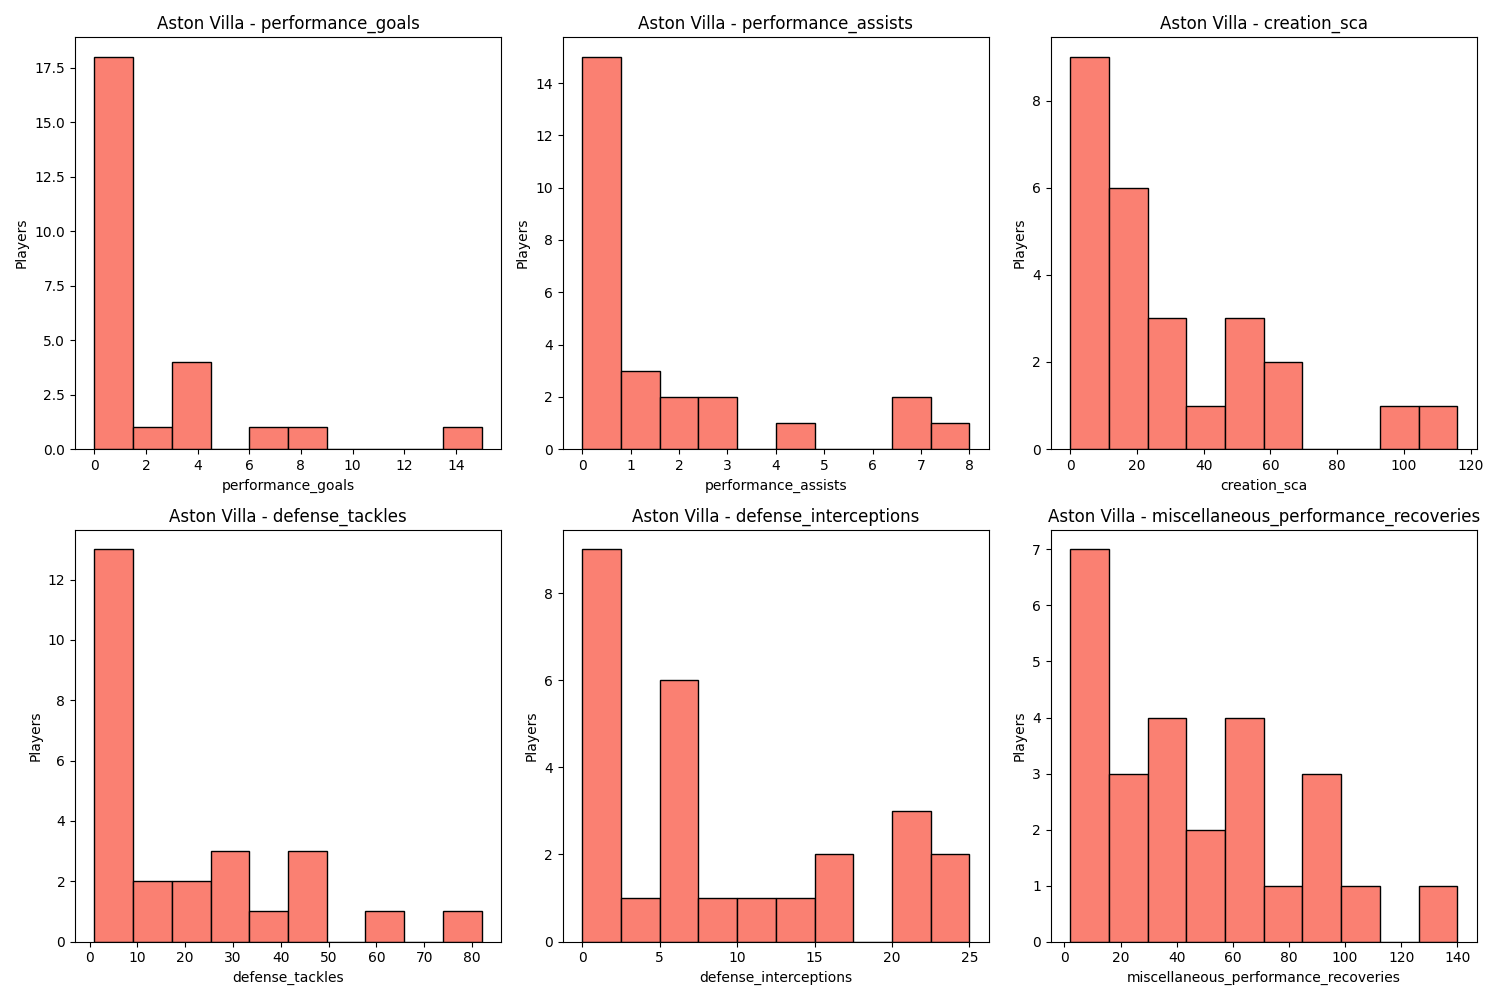 Aston Villa - performance_goals
17.5
15.0
12.5
10.0
7.5
5.0
2.5
0.0
Players
0 2 4 6 8 10 12 14
performance_goals
Aston Villa - performance_assists
14
12
10
8
6
4
2
0
Players
0 1 2 3 4 5 6 7 8
performance_assists
Aston Villa - creation_sca
8
6
4
2
0
Players
0 20 40 60 80 100 120
creation_sca
Aston Villa - defense_tackles
12
10
8
6
4
2
0
Players
0 10 20 30 40 50 60 70 80
defense_tackles
Aston Villa - defense_interceptions
8
6
4
2
0
Players
0 5 10 15 20 25
defense_interceptions
Aston Villa - miscellaneous_performance_recoveries
7
6
5
4
3
2
1
0
Players
0 20 40 60 80 100 120 140
miscellaneous_performance_recoveries